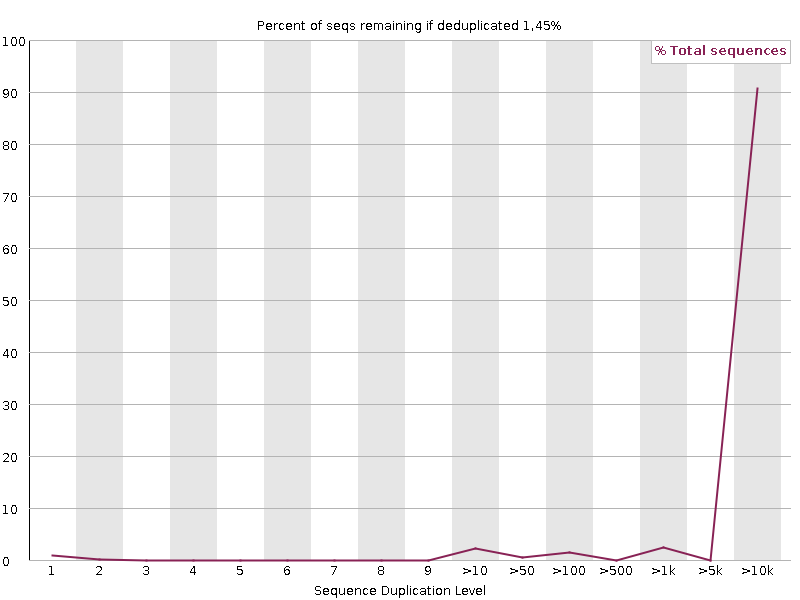 Percent of seqs remaining if deduplicated 1,45%
% Total sequences
100
90
80
70
60
50
40
30
20
10
0
1 2 3 4 5 6 7 8 9 >10 >50 >100 >500 >1k >5k >10k
Sequence Duplication Level